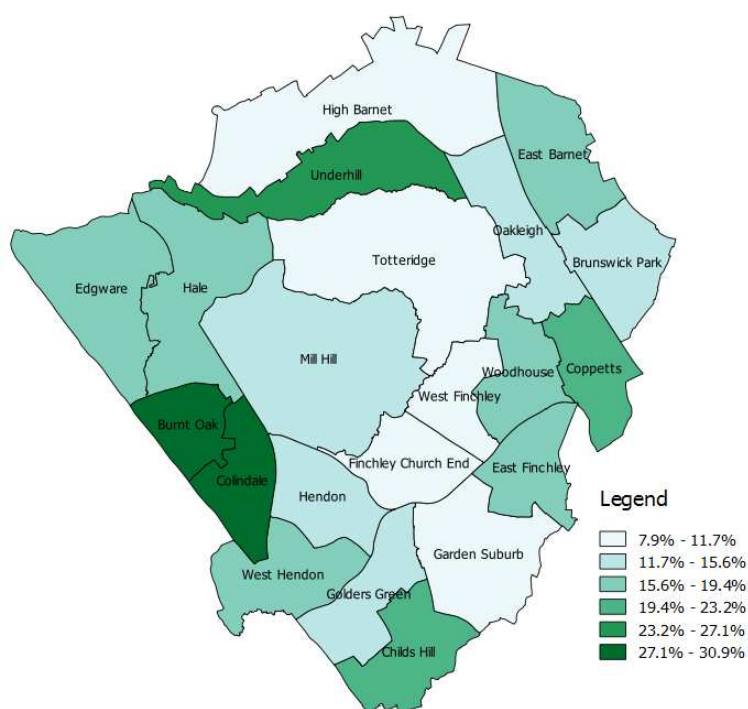 High Barnet
East Barnet
Underhill
Oakleigh
Totteridge
Brunswick Park
Edgware
Hale
Mill Hill
Woodhouse
Coppetts
West Finchley
Burnt Oak
Finchley Church End
East Finchley
Colindale
Hendon
Garden Suburb
West Hendon
Golders Green
Childs Hill
Legend
7.9% - 11.7%
11.7% - 15.6%
15.6% - 19.4%
19.4% - 23.2%
23.2% - 27.1%
27.1% - 30.9%